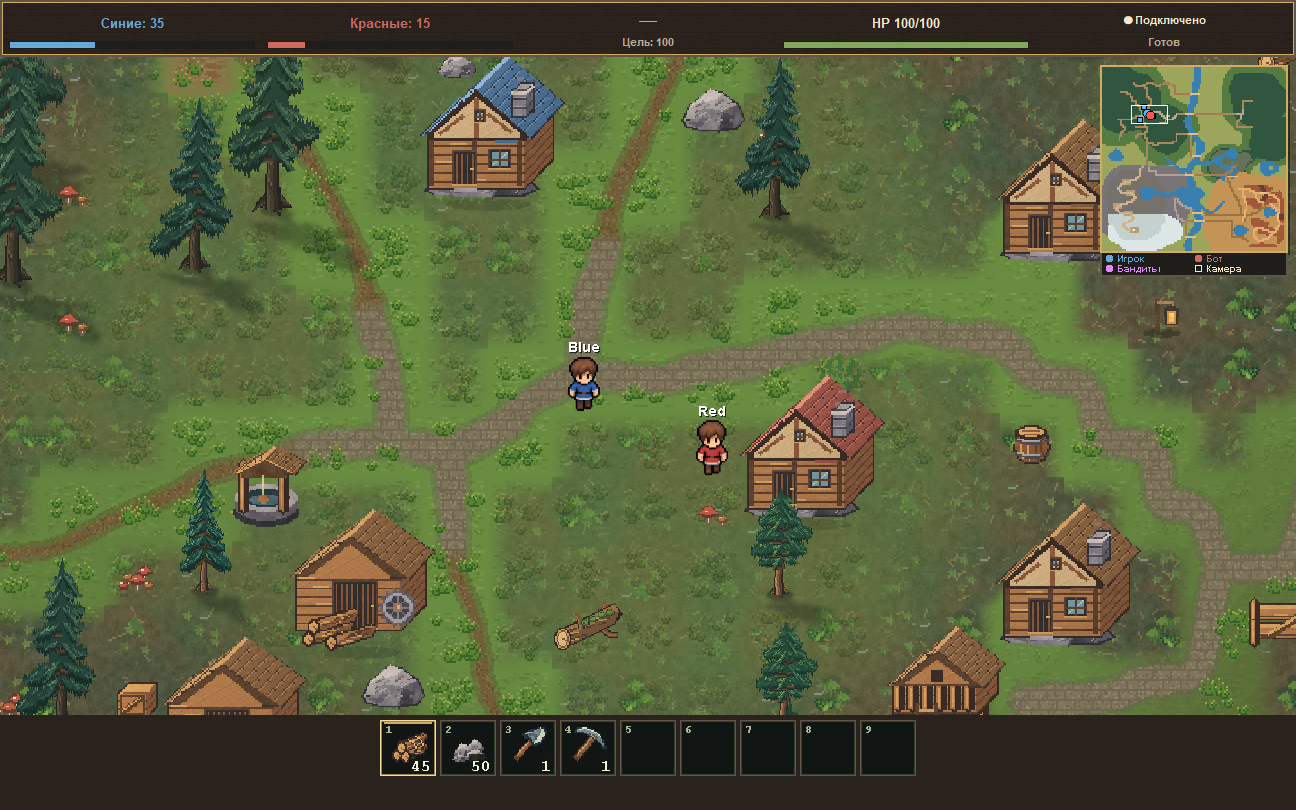 Синие: 35
Красные: 15
—
Цель: 100
HP 100/100
Подключено
Готов
Игрок
Бот
Бандиты
Камера
Blue
Red
1
45
2
50
3
1
4
1
5
6
7
8
9